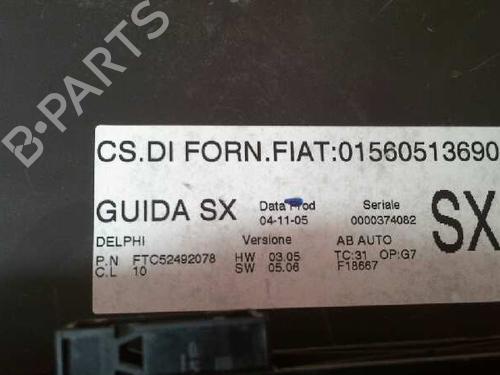 B-PARTS
CS.DI FORN.FIAT:01560513690
GUIDA SX
Data Prod
04-11-05
Seriale
0000374082
SX
DELPHI
P.N FTC52492078
C.L 10
Versione
HW 03.05
SW 05.06
AB AUTO
TC:31 OP:G7
F18667